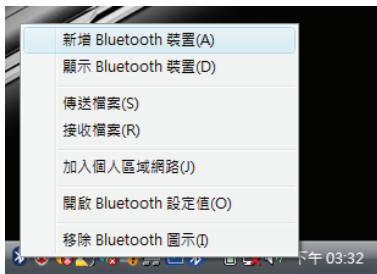 新增 Bluetooth 裝置(A)
顯示 Bluetooth 裝置(D)
傳送檔案(S)
接收檔案(R)
加入個人區域網路(J)
開啟 Bluetooth 設定值(O)
移除 Bluetooth 圖示(I)
下午 03:32